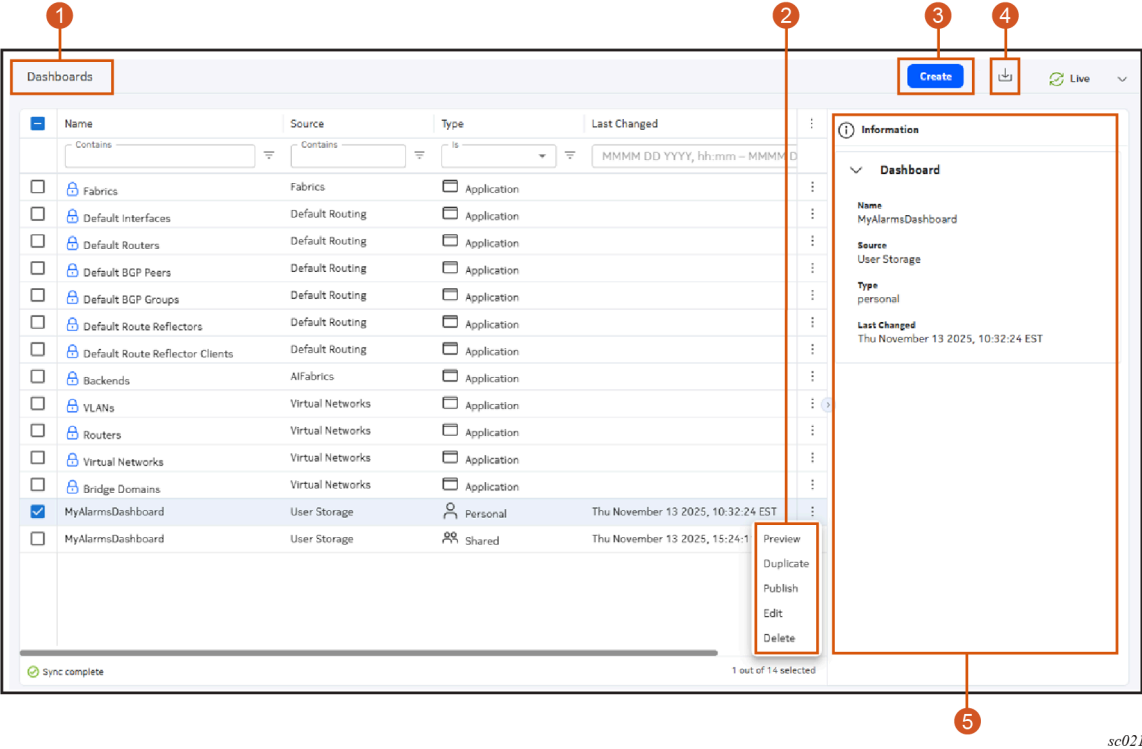 1 2 3 4
Dashboards Create Live
Name Source Type Last Changed
Contains Contains Is MMMM DD YYYY, hh:mm – MMMM D
Fabrics Fabrics Application
Default Interfaces Default Routing Application
Default Routers Default Routing Application
Default BGP Peers Default Routing Application
Default BGP Groups Default Routing Application
Default Route Reflectors Default Routing Application
Default Route Reflector Clients Default Routing Application
Backends AIFabrics Application
VLANs Virtual Networks Application
Routers Virtual Networks Application
Virtual Networks Virtual Networks Application
Bridge Domains Virtual Networks Application
MyAlarmsDashboard User Storage Personal Thu November 13 2025, 10:32:24 EST
MyAlarmsDashboard User Storage Shared Thu November 13 2025, 15:24:1
Preview
Duplicate
Publish
Edit
Delete
Sync complete 1 out of 14 selected
Information
Dashboard
Name
MyAlarmsDashboard
Source
User Storage
Type
personal
Last Changed
Thu November 13 2025, 10:32:24 EST
5
sc021